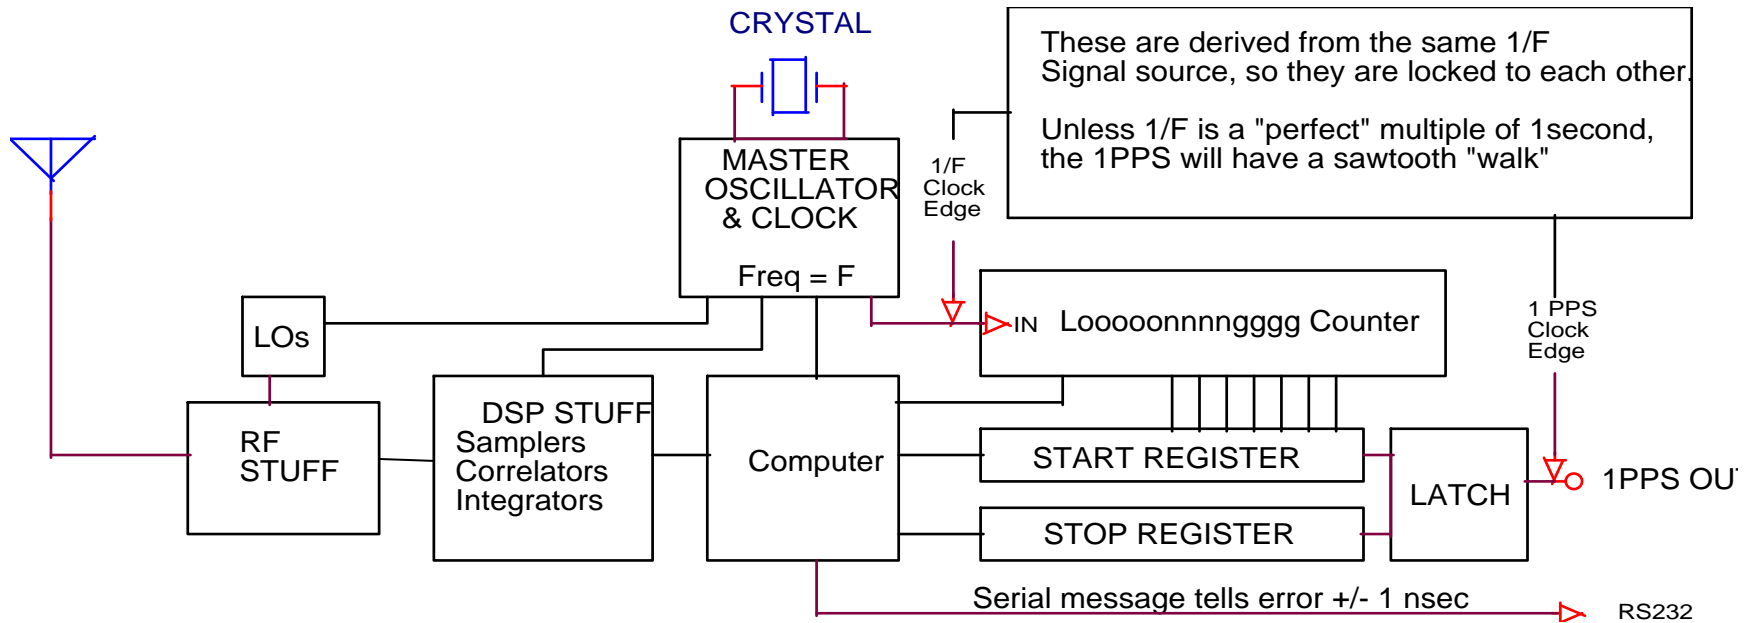 CRYSTAL
These are derived from the same 1/F
Signal source, so they are locked to each other.
Unless 1/F is a "perfect" multiple of 1second,
the 1PPS will have a sawtooth "walk"
MASTER
OSCILLATOR
& CLOCK
Freq = F
1/F
Clock
Edge
LOs
IN Looooonnnngggg Counter
1 PPS
Clock
Edge
RF
STUFF
DSP STUFF
Samplers
Correlators
Integrators
Computer
START REGISTER
STOP REGISTER
LATCH
1PPS OUT
Serial message tells error +/- 1 nsec
RS232